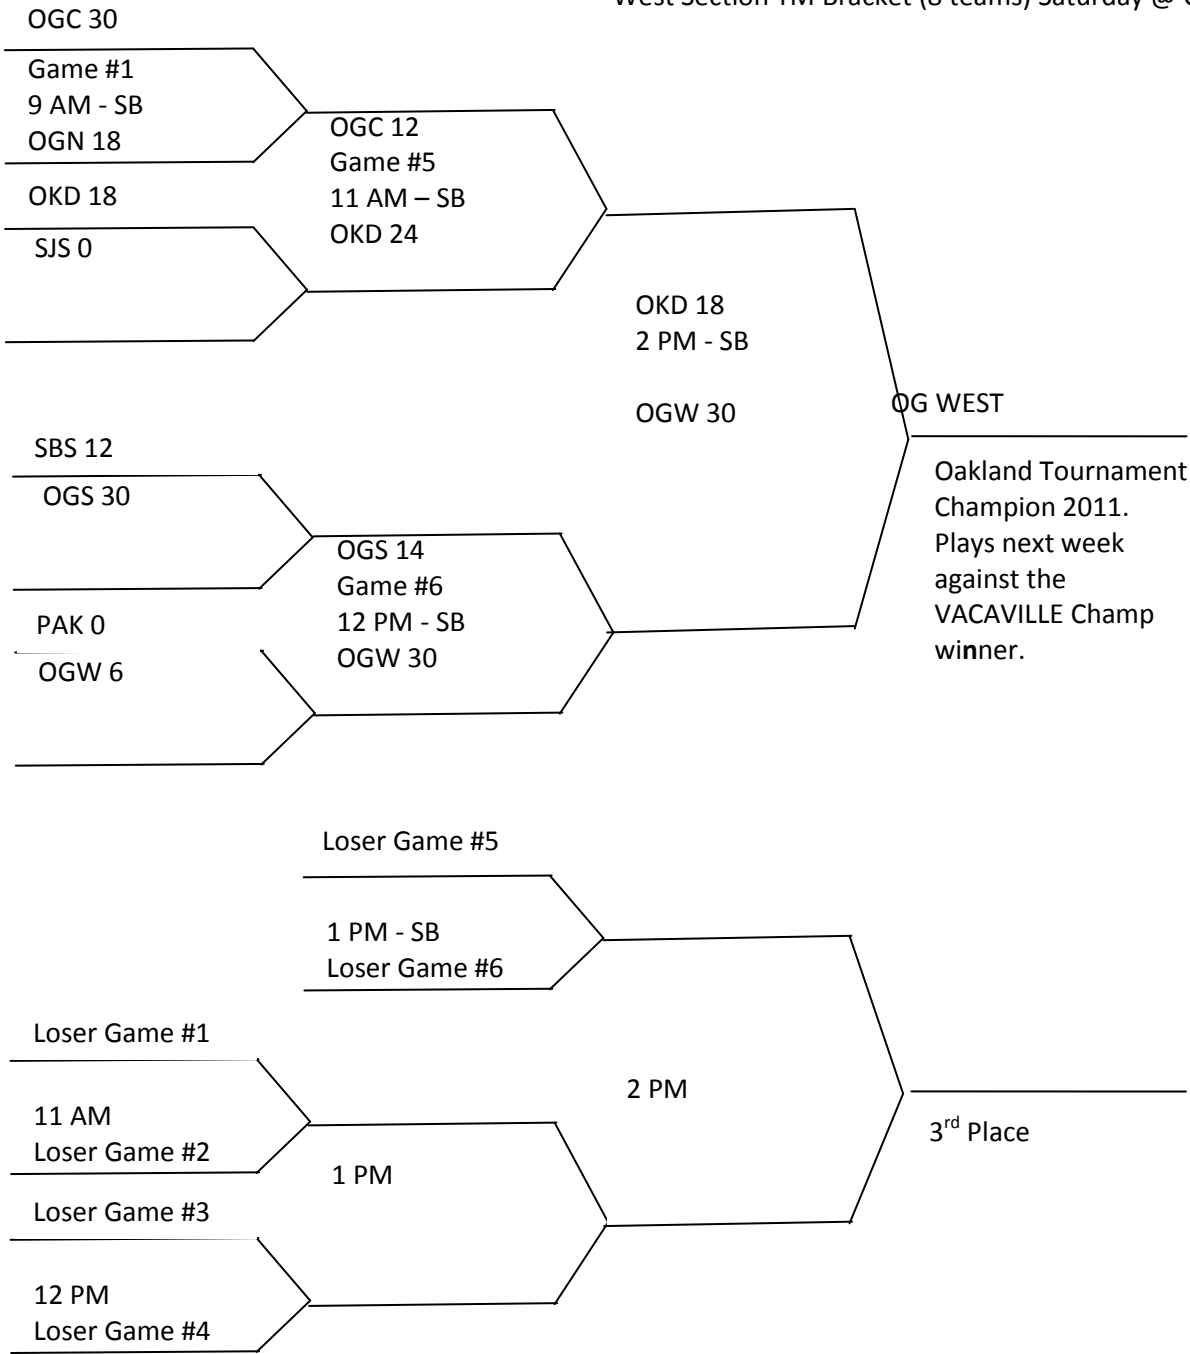 West Section TM Bracket (8 teams) Saturday @
OGC 30
Game #1
9 AM - SB
OGN 18
OKD 18
SJS 0
OGC 12
Game #5
11 AM – SB
OKD 24
OKD 18
2 PM - SB
OGW 30
OG WEST
Oakland Tournament
Champion 2011.
Plays next week
against the
VACAVILLE Champ
winner.
SBS 12
OGS 30
PAK 0
OGW 6
OGS 14
Game #6
12 PM - SB
OGW 30
Loser Game #5
1 PM - SB
Loser Game #6
Loser Game #1
11 AM
Loser Game #2
Loser Game #3
12 PM
Loser Game #4
1 PM
2 PM
3rd Place